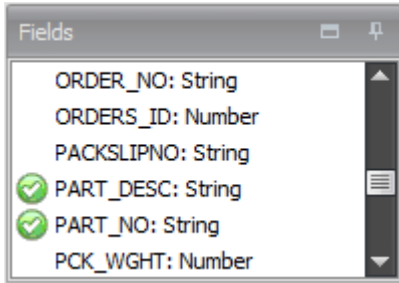 Fields
ORDER_NO: String
ORDERS_ID: Number
PACKSLIPNO: String
PART_DESC: String
PART_NO: String
PCK_WGHT: Number